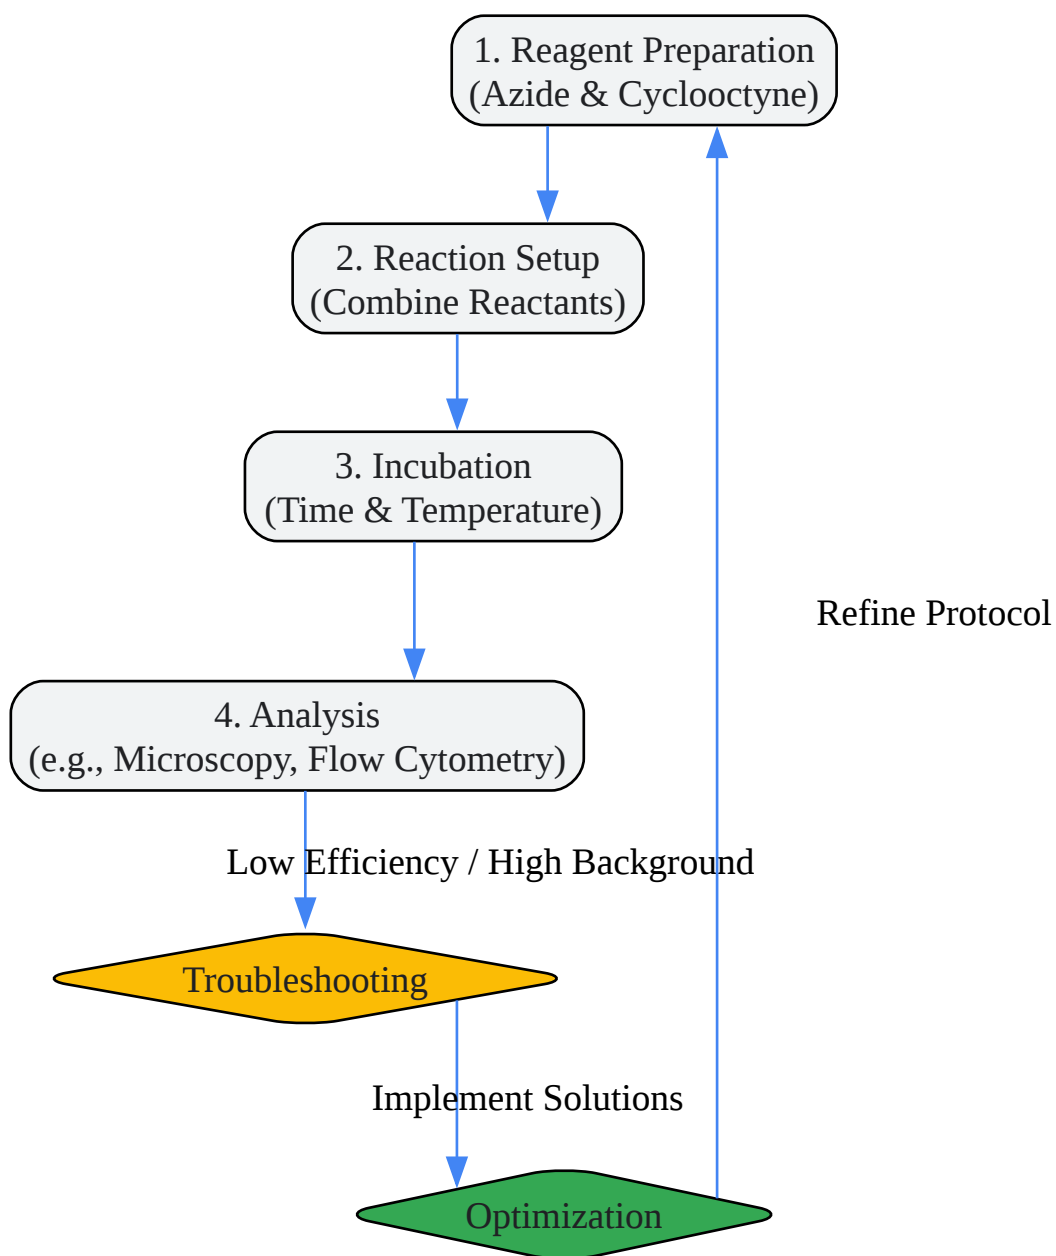 1. Reagent Preparation
(Azide & Cyclooctyne)
2. Reaction Setup
(Combine Reactants)
3. Incubation
(Time & Temperature)
Refine Protocol
4. Analysis
(e.g., Microscopy, Flow Cytometry)
Low Efficiency / High Background
Troubleshooting
Implement Solutions
Optimization